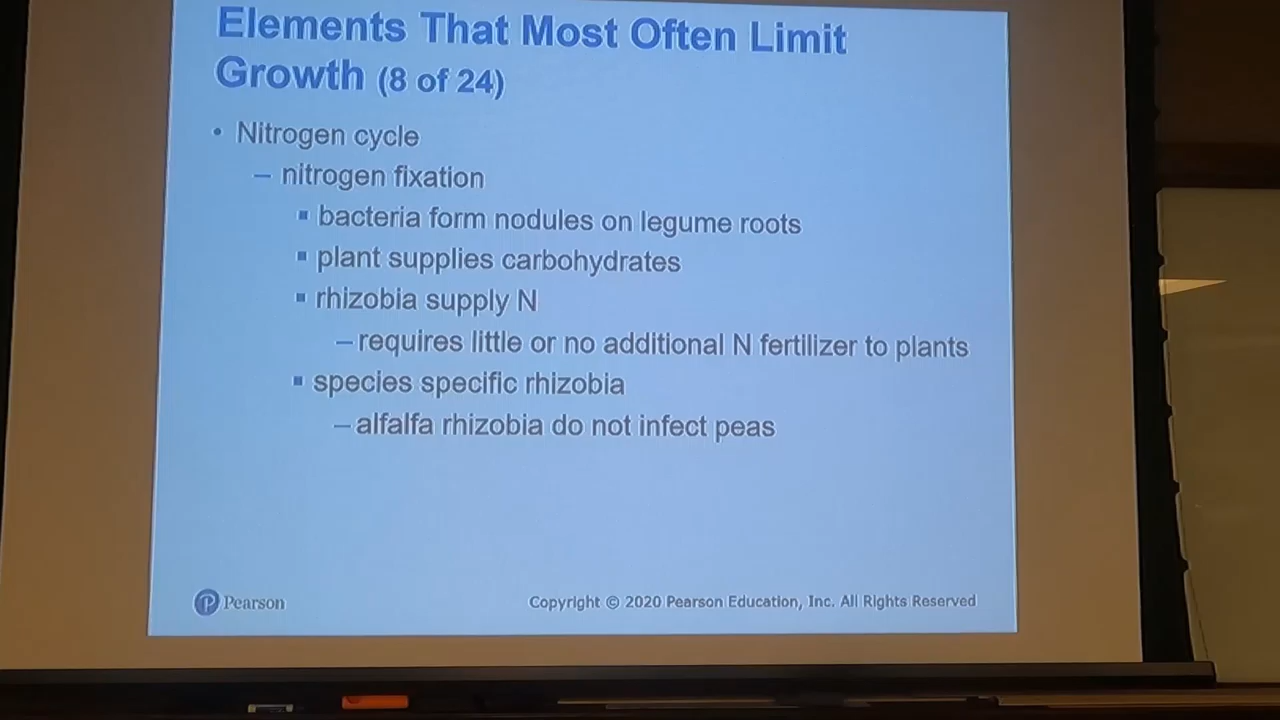 Elements That Most Often Limit
Growth (8 of 24)
• Nitrogen cycle
– nitrogen fixation
▪ bacteria form nodules on legume roots
▪ plant supplies carbohydrates
▪ rhizobia supply N
– requires little or no additional N fertilizer to plants
▪ species specific rhizobia
– alfalfa rhizobia do not infect peas
Pearson
Copyright © 2020 Pearson Education, Inc. All Rights Reserved